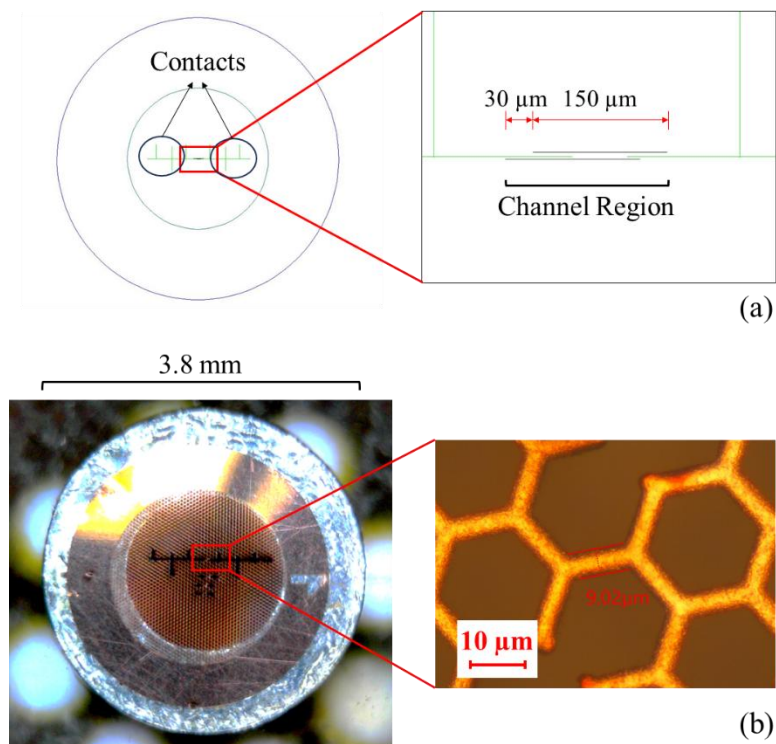 Contacts
30 µm
150 µm
Channel Region
(a)
3.8 mm
9.02µm
10 µm
(b)